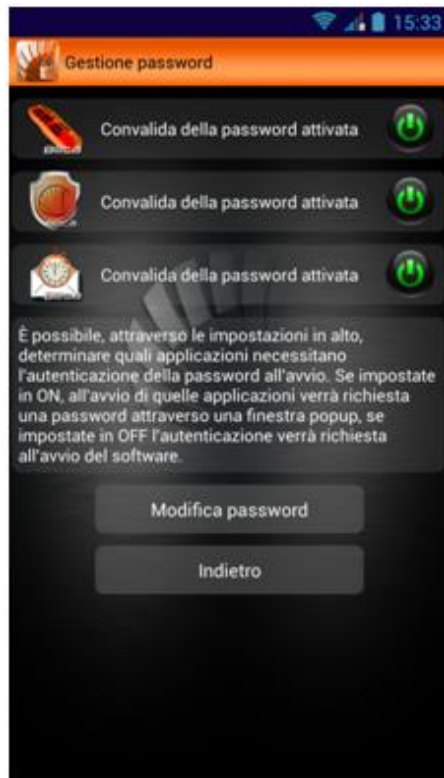 15:33
Gestione password
Convalida della password attivata
Convalida della password attivata
Convalida della password attivata
È possibile, attraverso le impostazioni in alto,
determinare quali applicazioni necessitano
l'autenticazione della password all'avvio. Se impostate
in ON, all'avvio di quelle applicazioni verrà richiesta
una password attraverso una finestra popup, se
impostate in OFF l'autenticazione verrà richiesta
all'avvio del software.
Modifica password
Indietro